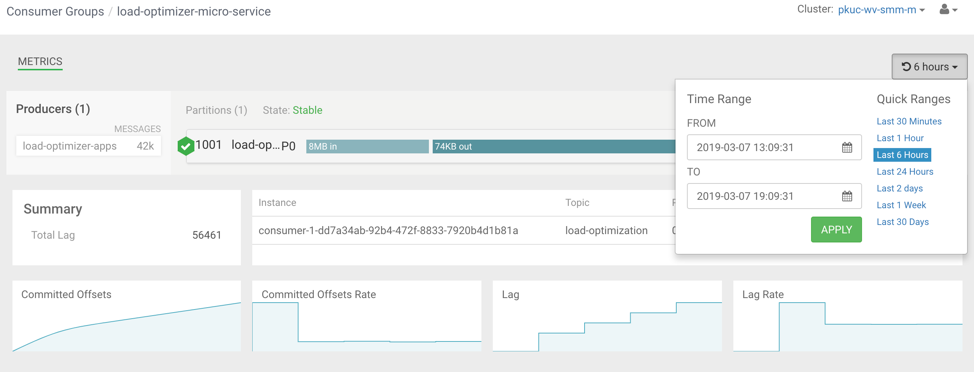 Consumer Groups / load-optimizer-micro-service
Cluster: pkuc-wv-smm-m
METRICS
6 hours
Producers (1)
MESSAGES
load-optimizer-apps 42k
Partitions (1) State: Stable
1001 load-op... P0 8MB in 74KB out
Time Range
FROM
2019-03-07 13:09:31
TO
2019-03-07 19:09:31
APPLY
Quick Ranges
Last 30 Minutes
Last 1 Hour
Last 6 Hours
Last 24 Hours
Last 2 days
Last 1 Week
Last 30 Days
Summary
Total Lag 56461
Instance Topic
consumer-1-dd7a34ab-92b4-472f-8833-7920b4d1b81a load-optimization
Committed Offsets
Committed Offsets Rate
Lag
Lag Rate